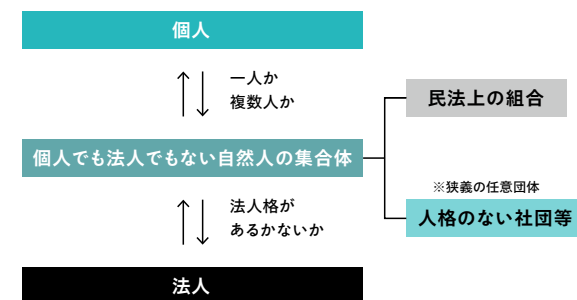 個人
一人か
複数人か
民法上の組合
個人でも法人でもない自然人の集合体
※狭義の任意団体
人格のない社団等
法人格が
あるかないか
法人